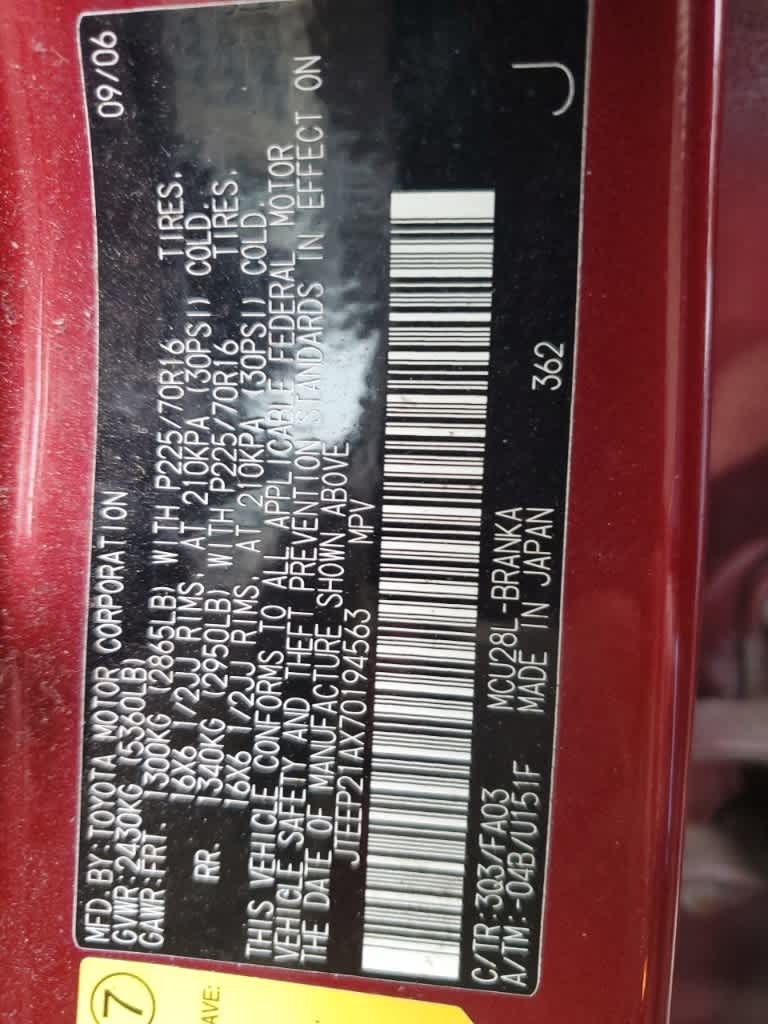 MFD.BY:TOYOTA MOTOR CORPORATION 09/06
GVWR:2430KG (5360LB)
GAWR:FRT. 1300KG (2865LB) WITH P225/70R16 TIRES,
16X6 1/2JJ RIMS, AT 210KPA (30PSI) COLD.
RR. 1340KG (2950LB) WITH P225/70R16 TIRES,
16X6 1/2JJ RIMS, AT 210KPA (30PSI) COLD.
THIS VEHICLE CONFORMS TO ALL APPLICABLE FEDERAL MOTOR
VEHICLE SAFETY AND THEFT PREVENTION STANDARDS IN EFFECT ON
THE DATE OF MANUFACTURE SHOWN ABOVE
JTEEP21AX70194563 MPV
C/TR:3Q3/FA03 MCU28L-BRANKA
A/TM:-04B/U151F MADE IN JAPAN 362 J
7
AVE: